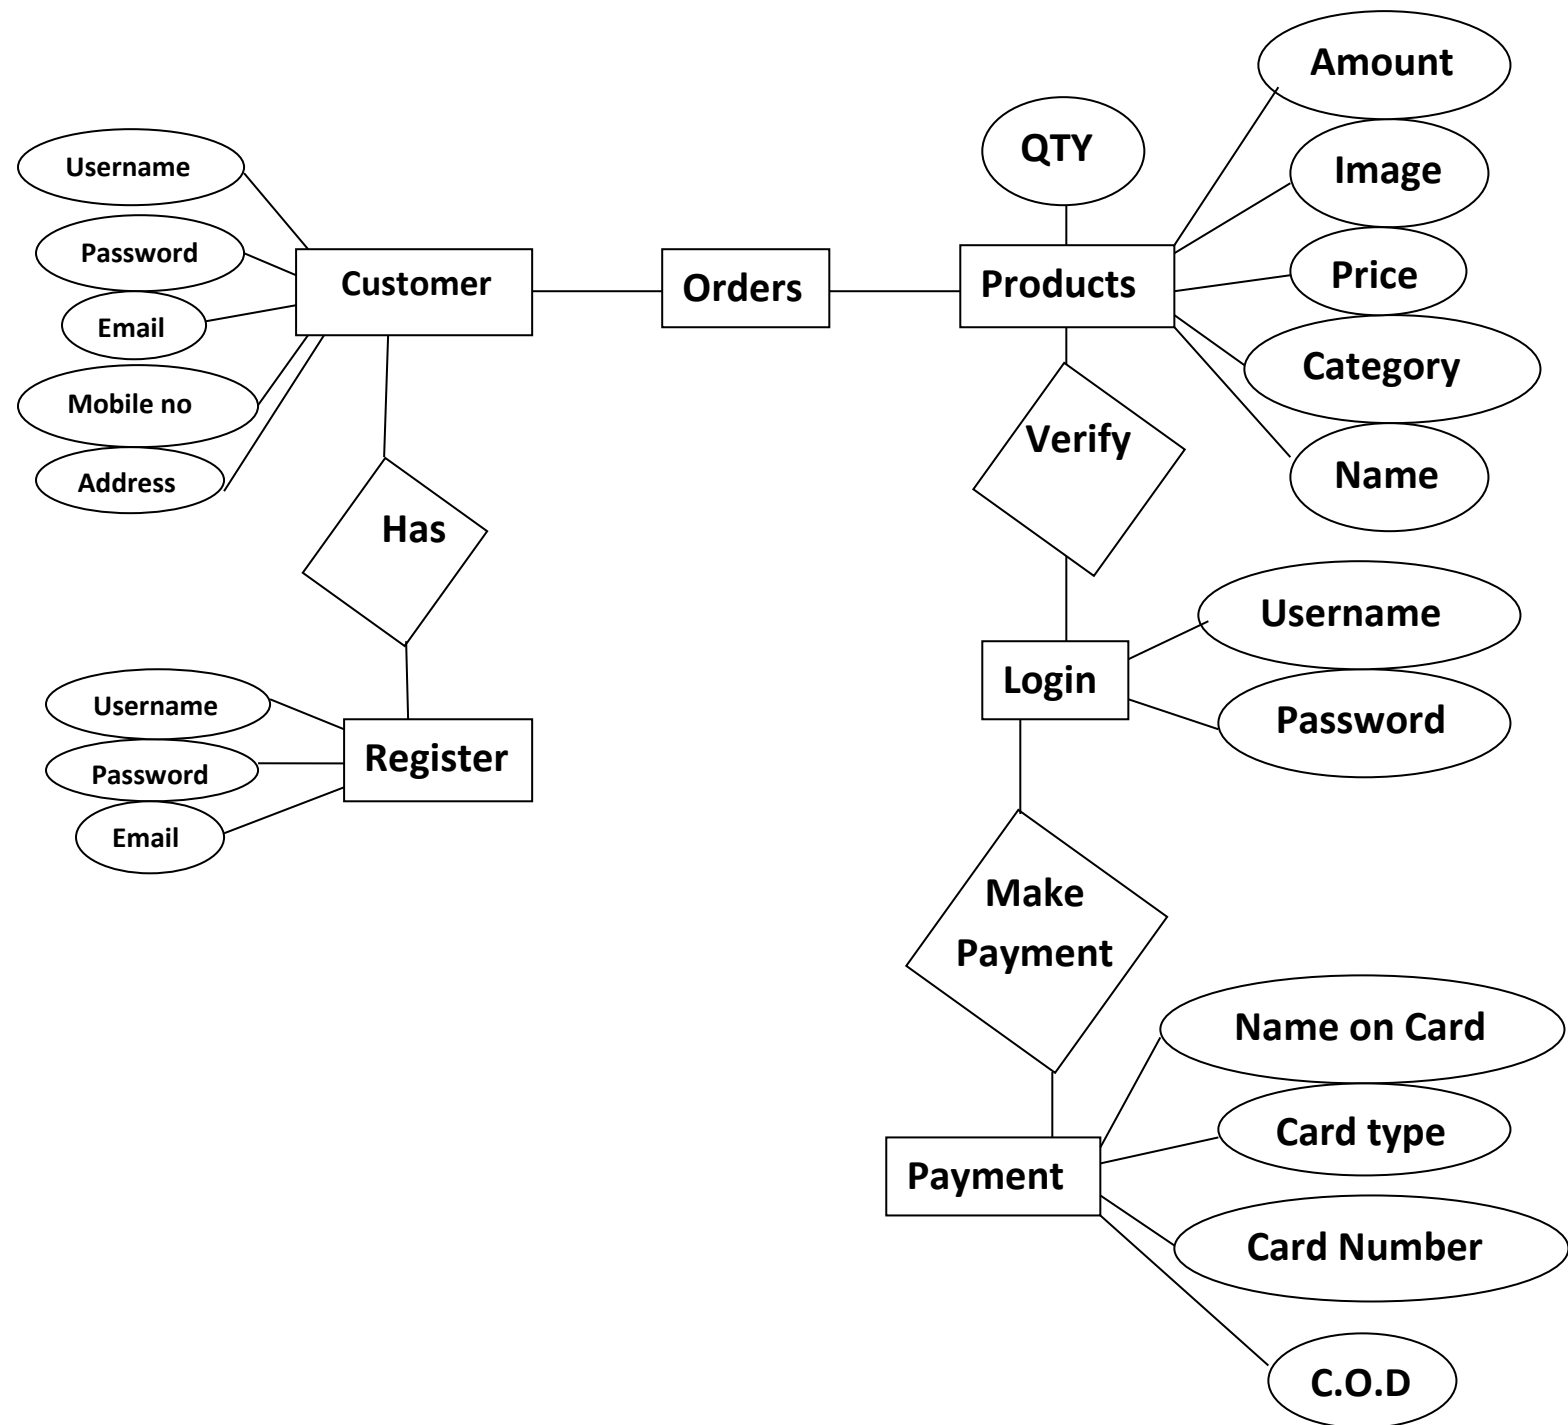 Amount
QTY
Image
Username
Password
Customer
Orders
Products
Price
Email
Category
Mobile no
Verify
Address
Name
Has
Username
Login
Username
Password
Register
Password
Email
Make
Payment
Name on Card
Card type
Payment
Card Number
C.O.D